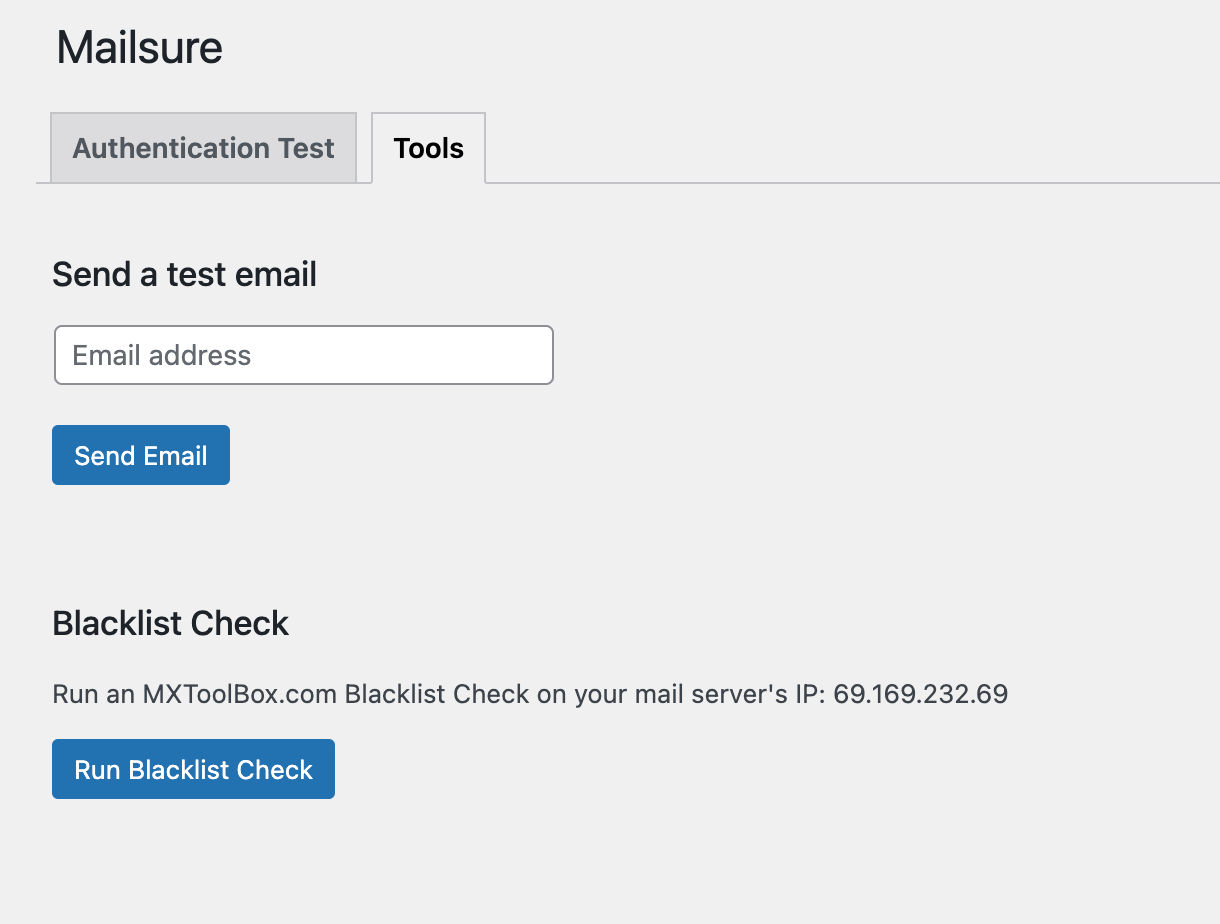 Mailsure
Authentication Test
Tools
Send a test email
Email address
Send Email
Blacklist Check
Run an MXToolBox.com Blacklist Check on your mail server's IP: 69.169.232.69
Run Blacklist Check